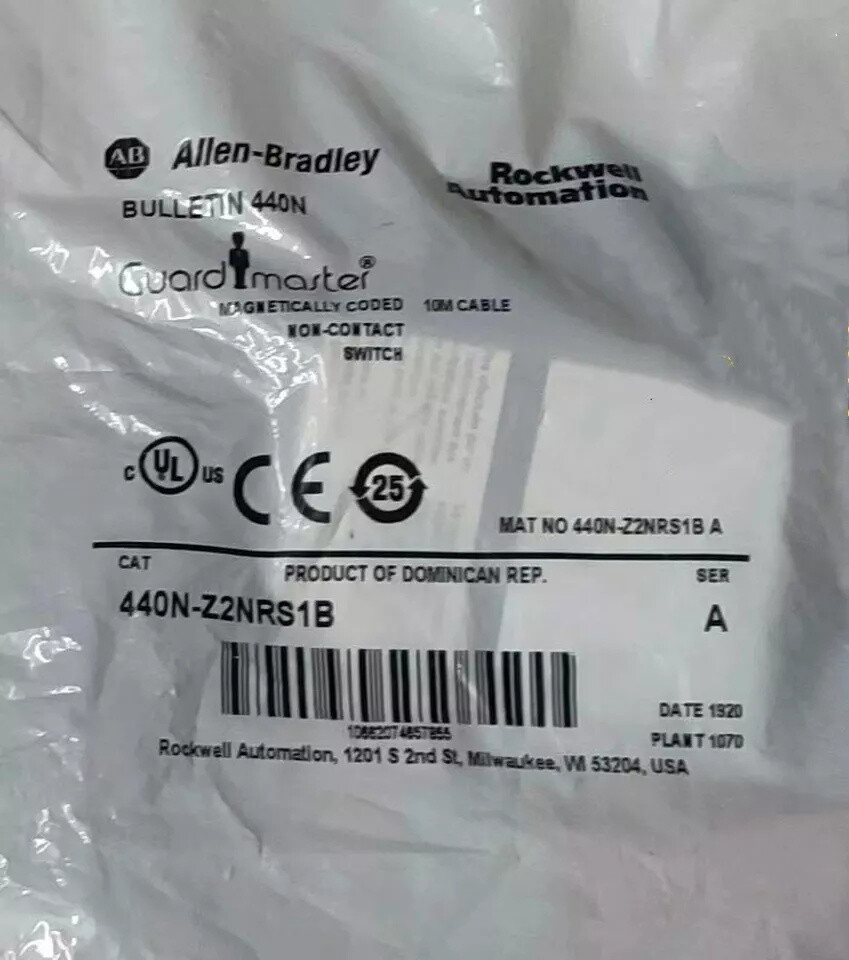 AB Allen-Bradley
Rockwell
Automation
BULLETIN 440N
Guardmaster®
MAGNETICALLY CODED 10M CABLE
NON-CONTACT
SWITCH
C UL US CE 25
MAT NO 440N-Z2NRS1B A
CAT PRODUCT OF DOMINICAN REP. SER
440N-Z2NRS1B A
DATE 1920
PLANT 1070
Rockwell Automation, 1201 S 2nd St, Milwaukee, WI 53204, USA